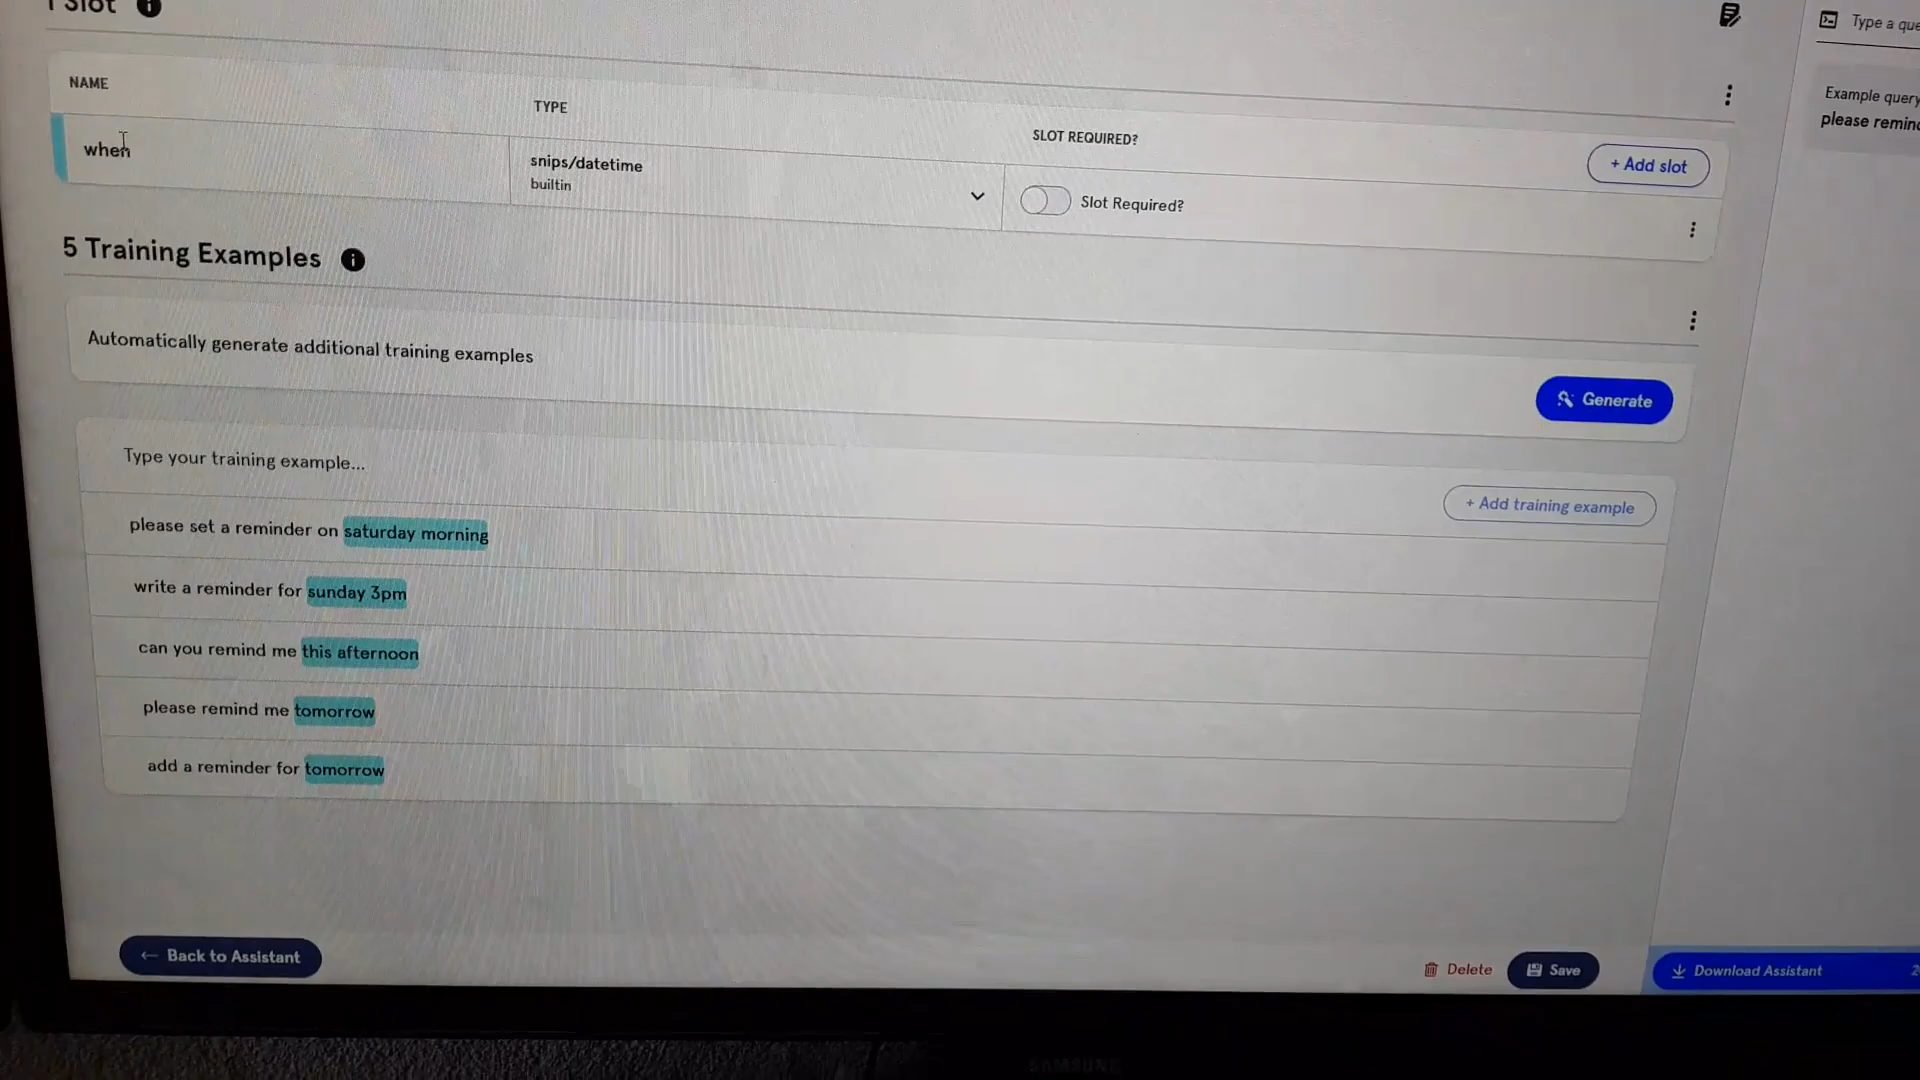 1 Slot
NAME
TYPE
SLOT REQUIRED?
+ Add slot
when
snips/datetime
builtin
Slot Required?
5 Training Examples
Automatically generate additional training examples
Generate
Type your training example...
+ Add training example
please set a reminder on saturday morning
write a reminder for sunday 3pm
can you remind me this afternoon
please remind me tomorrow
add a reminder for tomorrow
← Back to Assistant
Delete
Save
Type a que
Example query
please remind
Download Assistant
SAMSUNG